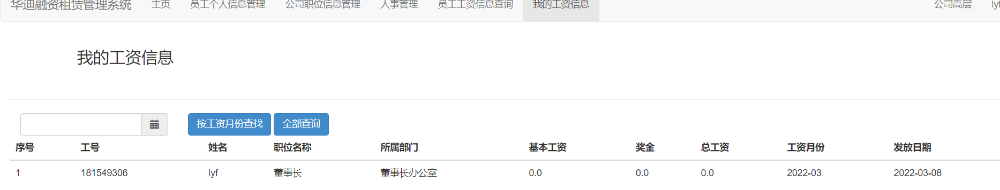 华迪融资租赁管理系统 主页 员工个人信息管理 公司职位信息管理 人事管理 员工工资信息查询 我的工资信息 公司高层 lyf
我的工资信息
按工资月份查找 全部查询
序号 工号 姓名 职位名称 所属部门 基本工资 奖金 总工资 工资月份 发放日期
1 181549306 lyf 董事长 董事长办公室 0.0 0.0 0.0 2022-03 2022-03-08